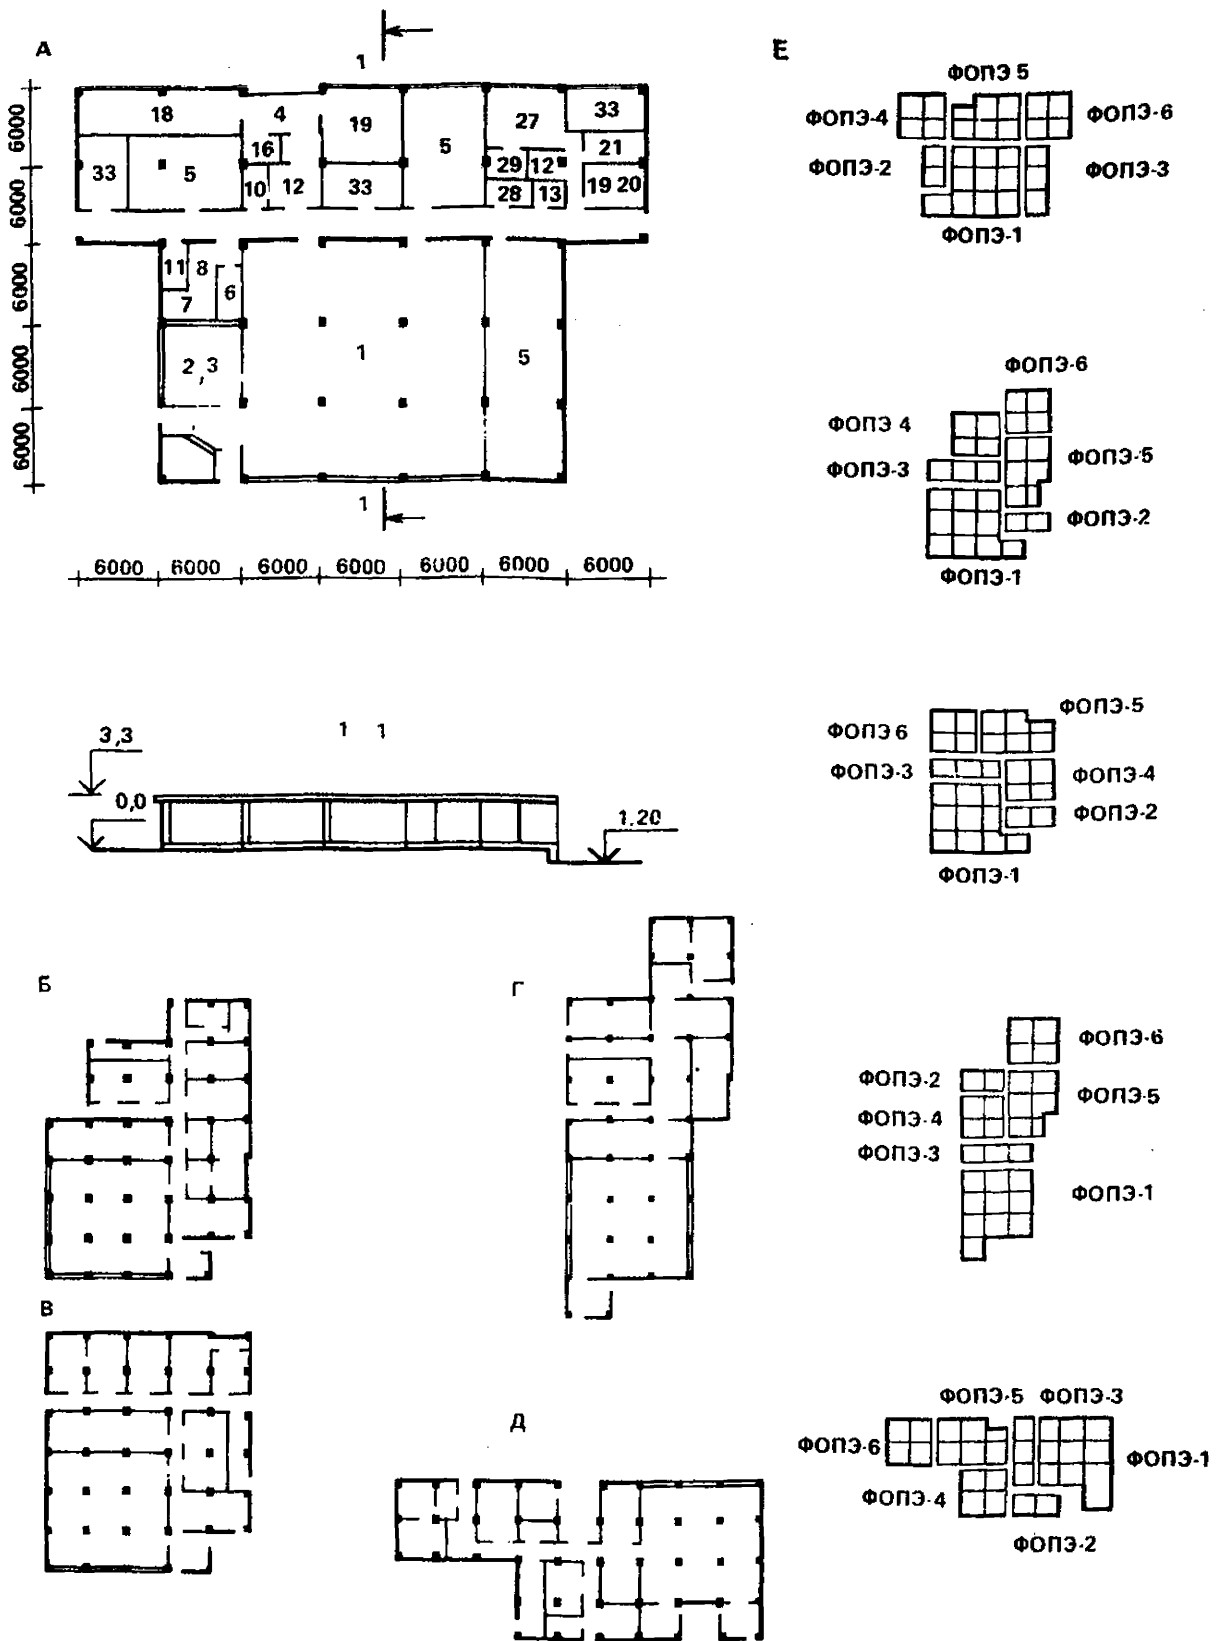 А
1
18
4
19
5
27
33
16
21
33
5
10
12
33
29
12
28
13
19 20
11
8
7
6
2,3
1
5
1
6000
6000
6000
6000
6000
6000 6000 6000 6000 6000 6000 6000
1 1
3,3
0,0
1.20
Б
В
Г
Д
Е
ФОПЭ 5
ФОПЭ-4
ФОПЭ-6
ФОПЭ-2
ФОПЭ-3
ФОПЭ-1
ФОПЭ-6
ФОПЭ 4
ФОПЭ-3
ФОПЭ-5
ФОПЭ-2
ФОПЭ-1
ФОПЭ-5
ФОПЭ 6
ФОПЭ-3
ФОПЭ-4
ФОПЭ-2
ФОПЭ-1
ФОПЭ-6
ФОПЭ-2
ФОПЭ-5
ФОПЭ-4
ФОПЭ-3
ФОПЭ-1
ФОПЭ-5 ФОПЭ-3
ФОПЭ-6
ФОПЭ-1
ФОПЭ-4
ФОПЭ-2